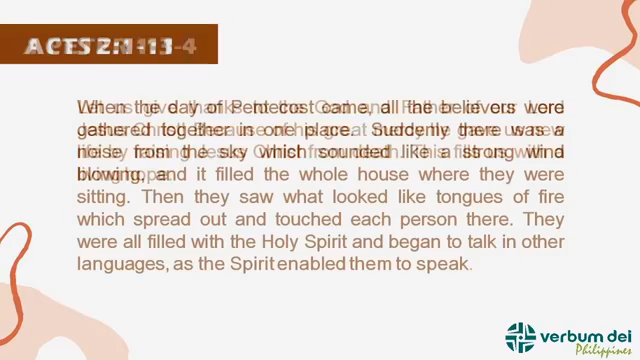 ACTS 2:1-13
When the day of Pentecost came, all the believers were
gathered together in one place. Suddenly there was a
noise from the sky which sounded like a strong wind
blowing, and it filled the whole house where they were
sitting. Then they saw what looked like tongues of fire
which spread out and touched each person there. They
were all filled with the Holy Spirit and began to talk in other
languages, as the Spirit enabled them to speak.
verbum dei
Philippines